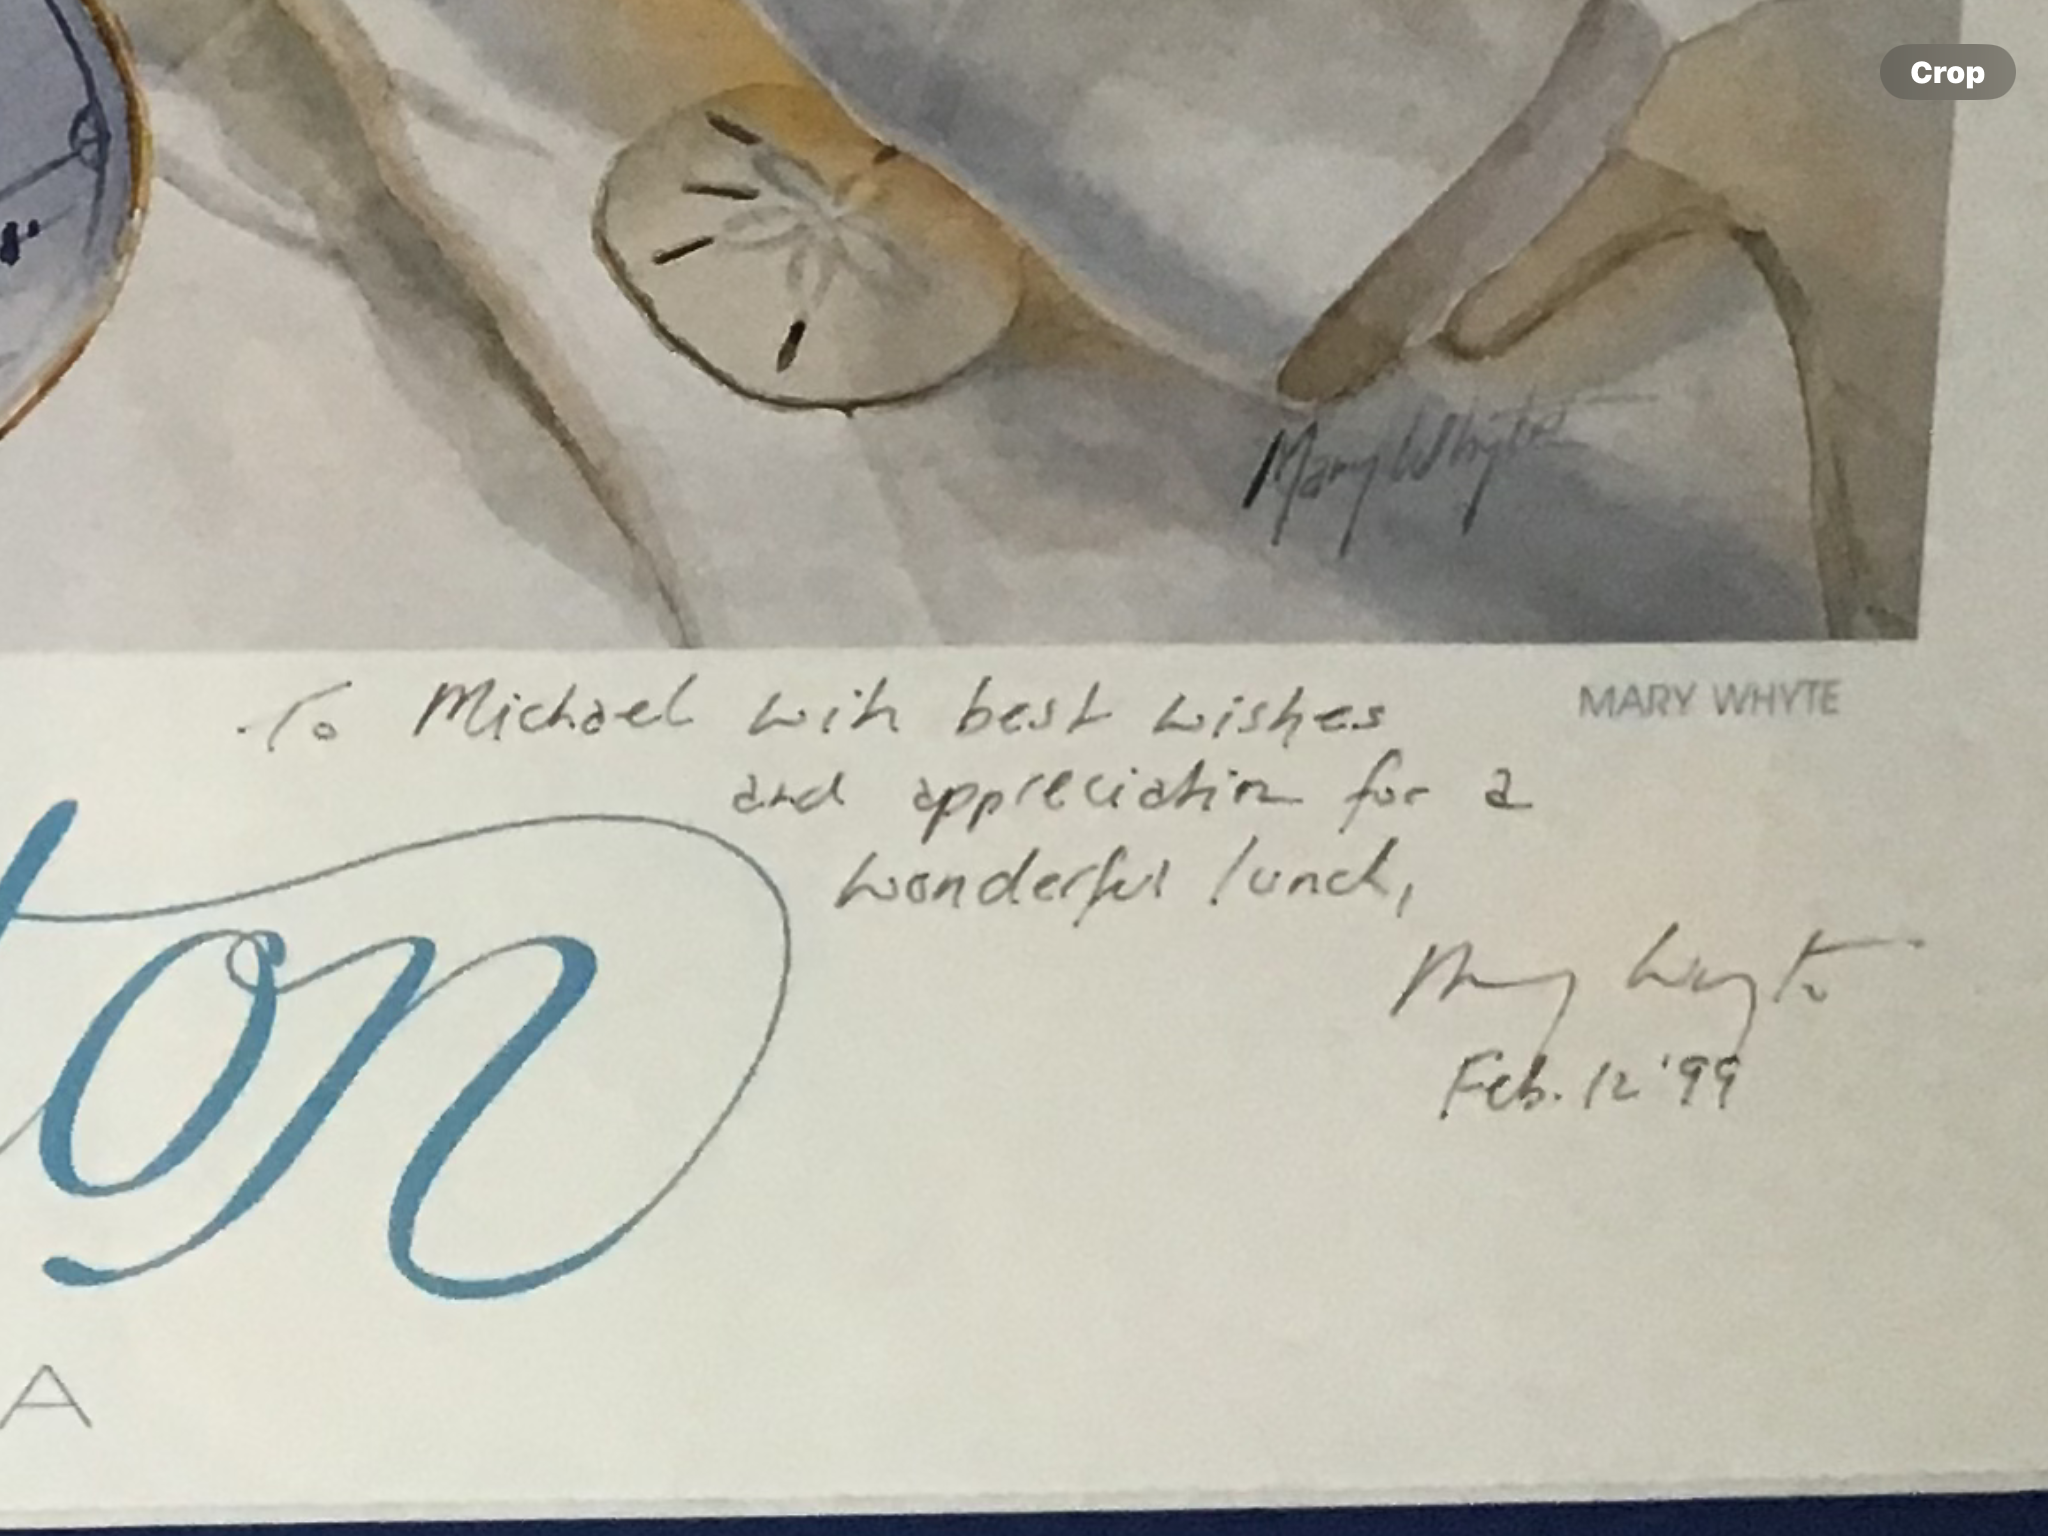 Crop
Mary Whyte
To Michael with best wishes
MARY WHYTE
and appreciation for a
wonderful lunch,
Mary Whyte
Feb. 12 '99
ton
A